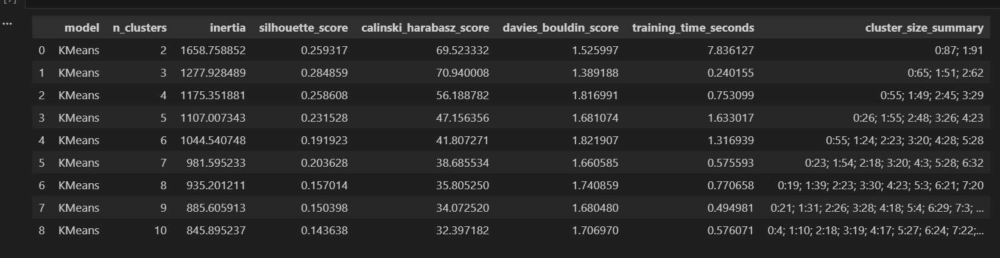 [7]
...
model n_clusters inertia silhouette_score calinski_harabasz_score davies_bouldin_score training_time_seconds cluster_size_summary
0 KMeans 2 1658.758852 0.259317 69.523332 1.525997 7.836127 0:87; 1:91
1 KMeans 3 1277.928489 0.284859 70.940008 1.389188 0.240155 0:65; 1:51; 2:62
2 KMeans 4 1175.351881 0.258608 56.188782 1.816991 0.753099 0:55; 1:49; 2:45; 3:29
3 KMeans 5 1107.007343 0.231528 47.156356 1.681074 1.633017 0:26; 1:55; 2:48; 3:26; 4:23
4 KMeans 6 1044.540748 0.191923 41.807271 1.821907 1.316939 0:55; 1:24; 2:23; 3:20; 4:28; 5:28
5 KMeans 7 981.595233 0.203628 38.685534 1.660585 0.575593 0:23; 1:54; 2:18; 3:20; 4:3; 5:28; 6:32
6 KMeans 8 935.201211 0.157014 35.805250 1.740859 0.770658 0:19; 1:39; 2:23; 3:30; 4:23; 5:3; 6:21; 7:20
7 KMeans 9 885.605913 0.150398 34.072520 1.680480 0.494981 0:21; 1:31; 2:26; 3:28; 4:18; 5:4; 6:29; 7:3; ...
8 KMeans 10 845.895237 0.143638 32.397182 1.706970 0.576071 0:4; 1:10; 2:18; 3:19; 4:17; 5:27; 6:24; 7:22;...